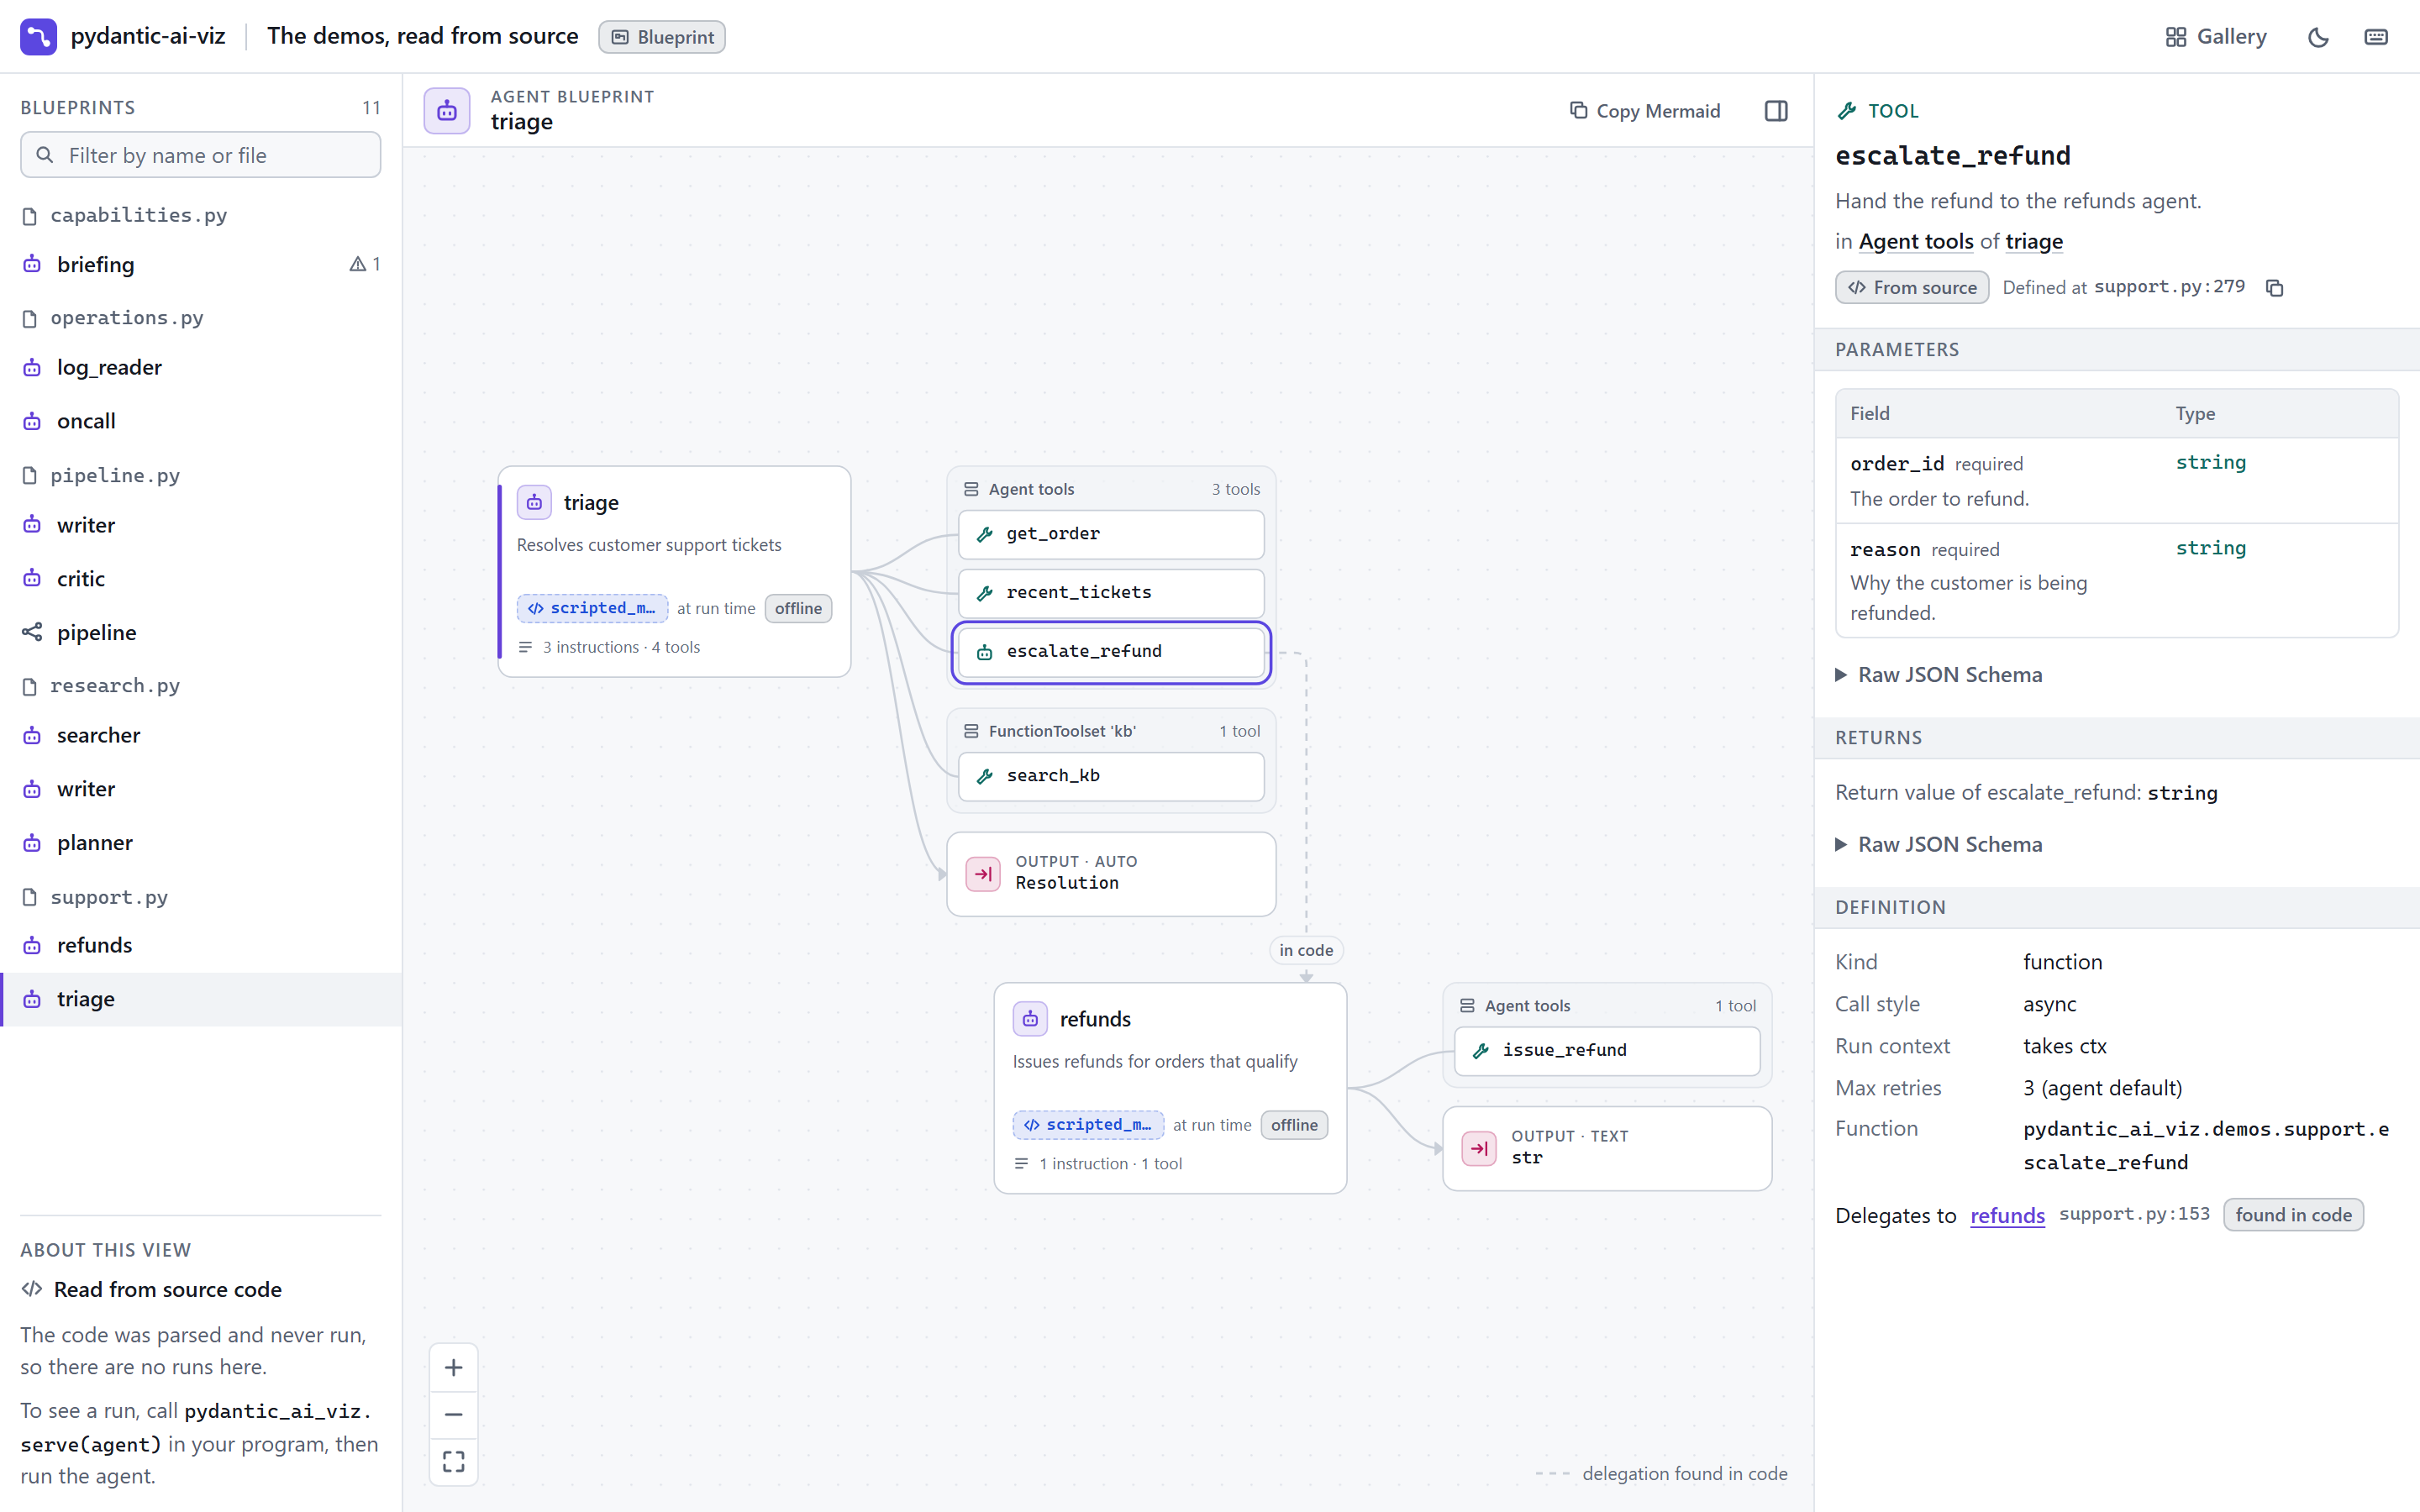 pydantic-ai-viz
The demos, read from source
Blueprint
Gallery
BLUEPRINTS
11
Filter by name or file
capabilities.py
briefing
1
operations.py
log_reader
oncall
pipeline.py
writer
critic
pipeline
research.py
searcher
writer
planner
support.py
refunds
triage
ABOUT THIS VIEW
Read from source code
The code was parsed and never run,
so there are no runs here.
To see a run, call pydantic_ai_viz.
serve(agent) in your program, then
run the agent.
AGENT BLUEPRINT
triage
Copy Mermaid
triage
Resolves customer support tickets
scripted_m…
at run time
offline
3 instructions · 4 tools
Agent tools
3 tools
get_order
recent_tickets
escalate_refund
FunctionToolset 'kb'
1 tool
search_kb
OUTPUT · AUTO
Resolution
in code
refunds
Issues refunds for orders that qualify
scripted_m…
at run time
offline
1 instruction · 1 tool
Agent tools
1 tool
issue_refund
OUTPUT · TEXT
str
delegation found in code
TOOL
escalate_refund
Hand the refund to the refunds agent.
in Agent tools of triage
From source
Defined at support.py:279
PARAMETERS
Field
Type
order_id required
string
The order to refund.
reason required
string
Why the customer is being
refunded.
Raw JSON Schema
RETURNS
Return value of escalate_refund: string
Raw JSON Schema
DEFINITION
Kind
function
Call style
async
Run context
takes ctx
Max retries
3 (agent default)
Function
pydantic_ai_viz.demos.support.e
scalate_refund
Delegates to refunds support.py:153 found in code